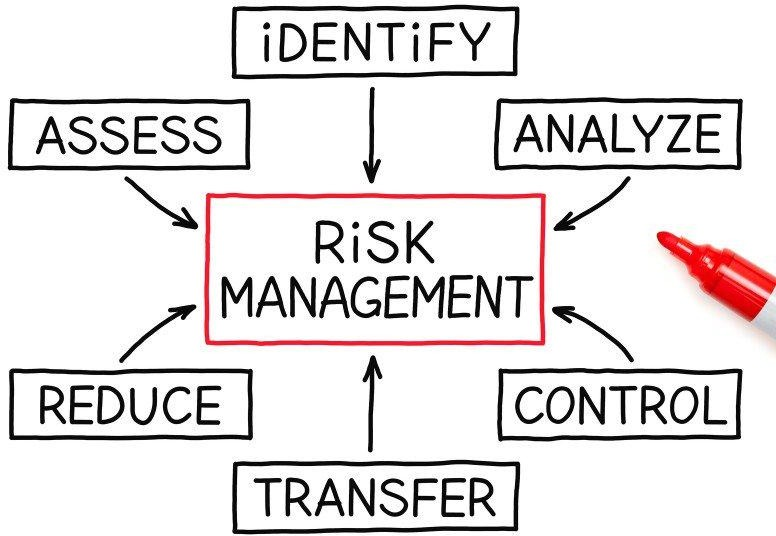 iDENTiFY
ASSESS
ANALYZE
RiSK
MANAGEMENT
REDUCE
CONTROL
TRANSFER